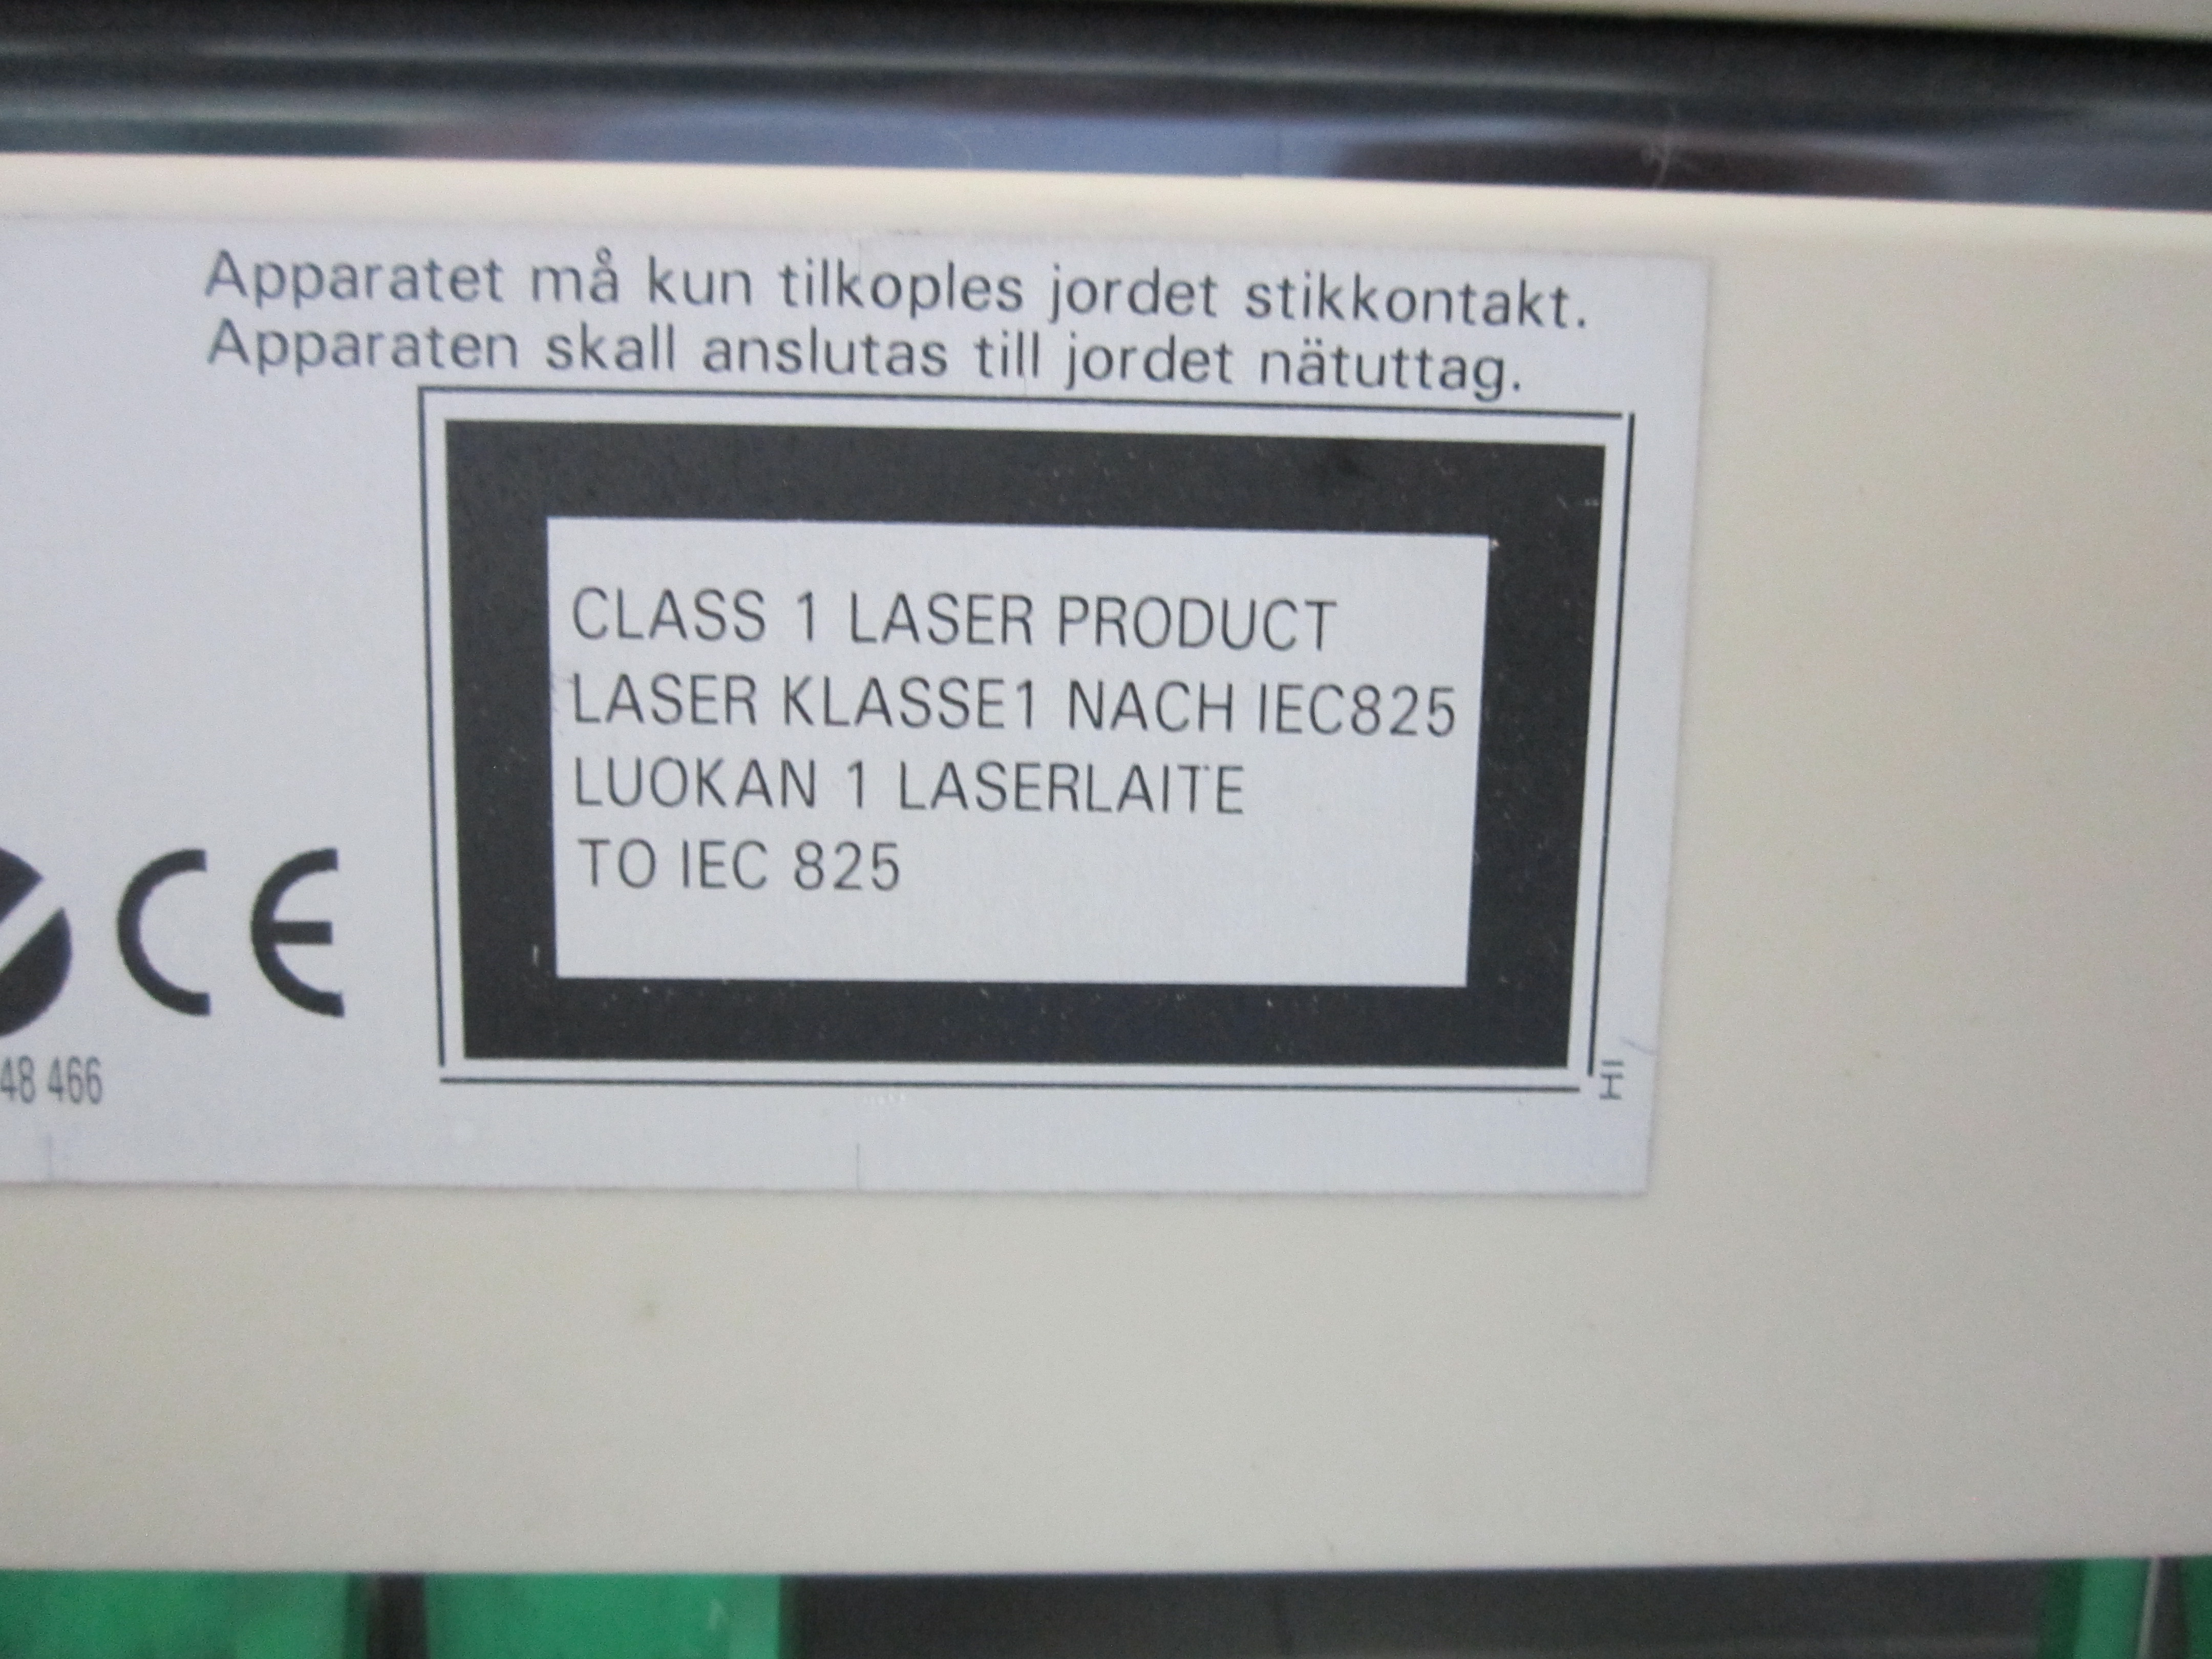 Apparatet må kun tilkoples jordet stikkontakt.
Apparaten skall anslutas till jordet nätuttag.
CLASS 1 LASER PRODUCT
LASER KLASSE1 NACH IEC825
LUOKAN 1 LASERLAITE
TO IEC 825
CE
48 466